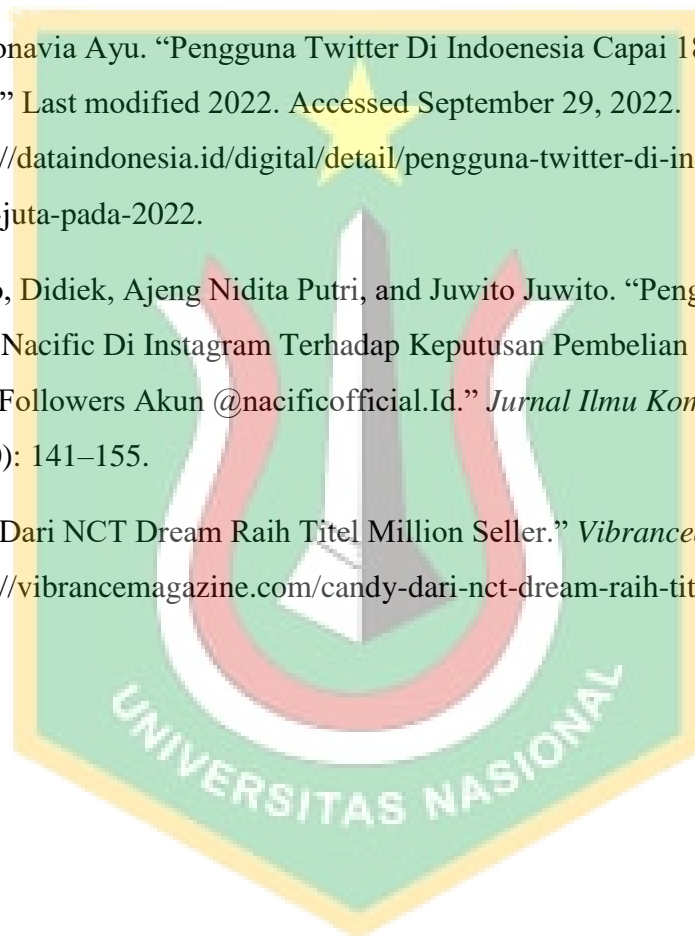 onavia Ayu. “Pengguna Twitter Di Indoenesia Capai 18
” Last modified 2022. Accessed September 29, 2022.
//dataindonesia.id/digital/detail/pengguna-twitter-di-in
-juta-pada-2022.
o, Didiek, Ajeng Nidita Putri, and Juwito Juwito. “Peng
Nacific Di Instagram Terhadap Keputusan Pembelian
Followers Akun @nacificofficial.Id.” Jurnal Ilmu Kom
): 141–155.
Dari NCT Dream Raih Titel Million Seller.” Vibrance
//vibrancemagazine.com/candy-dari-nct-dream-raih-tit
UNIVERSITAS NASIONAL